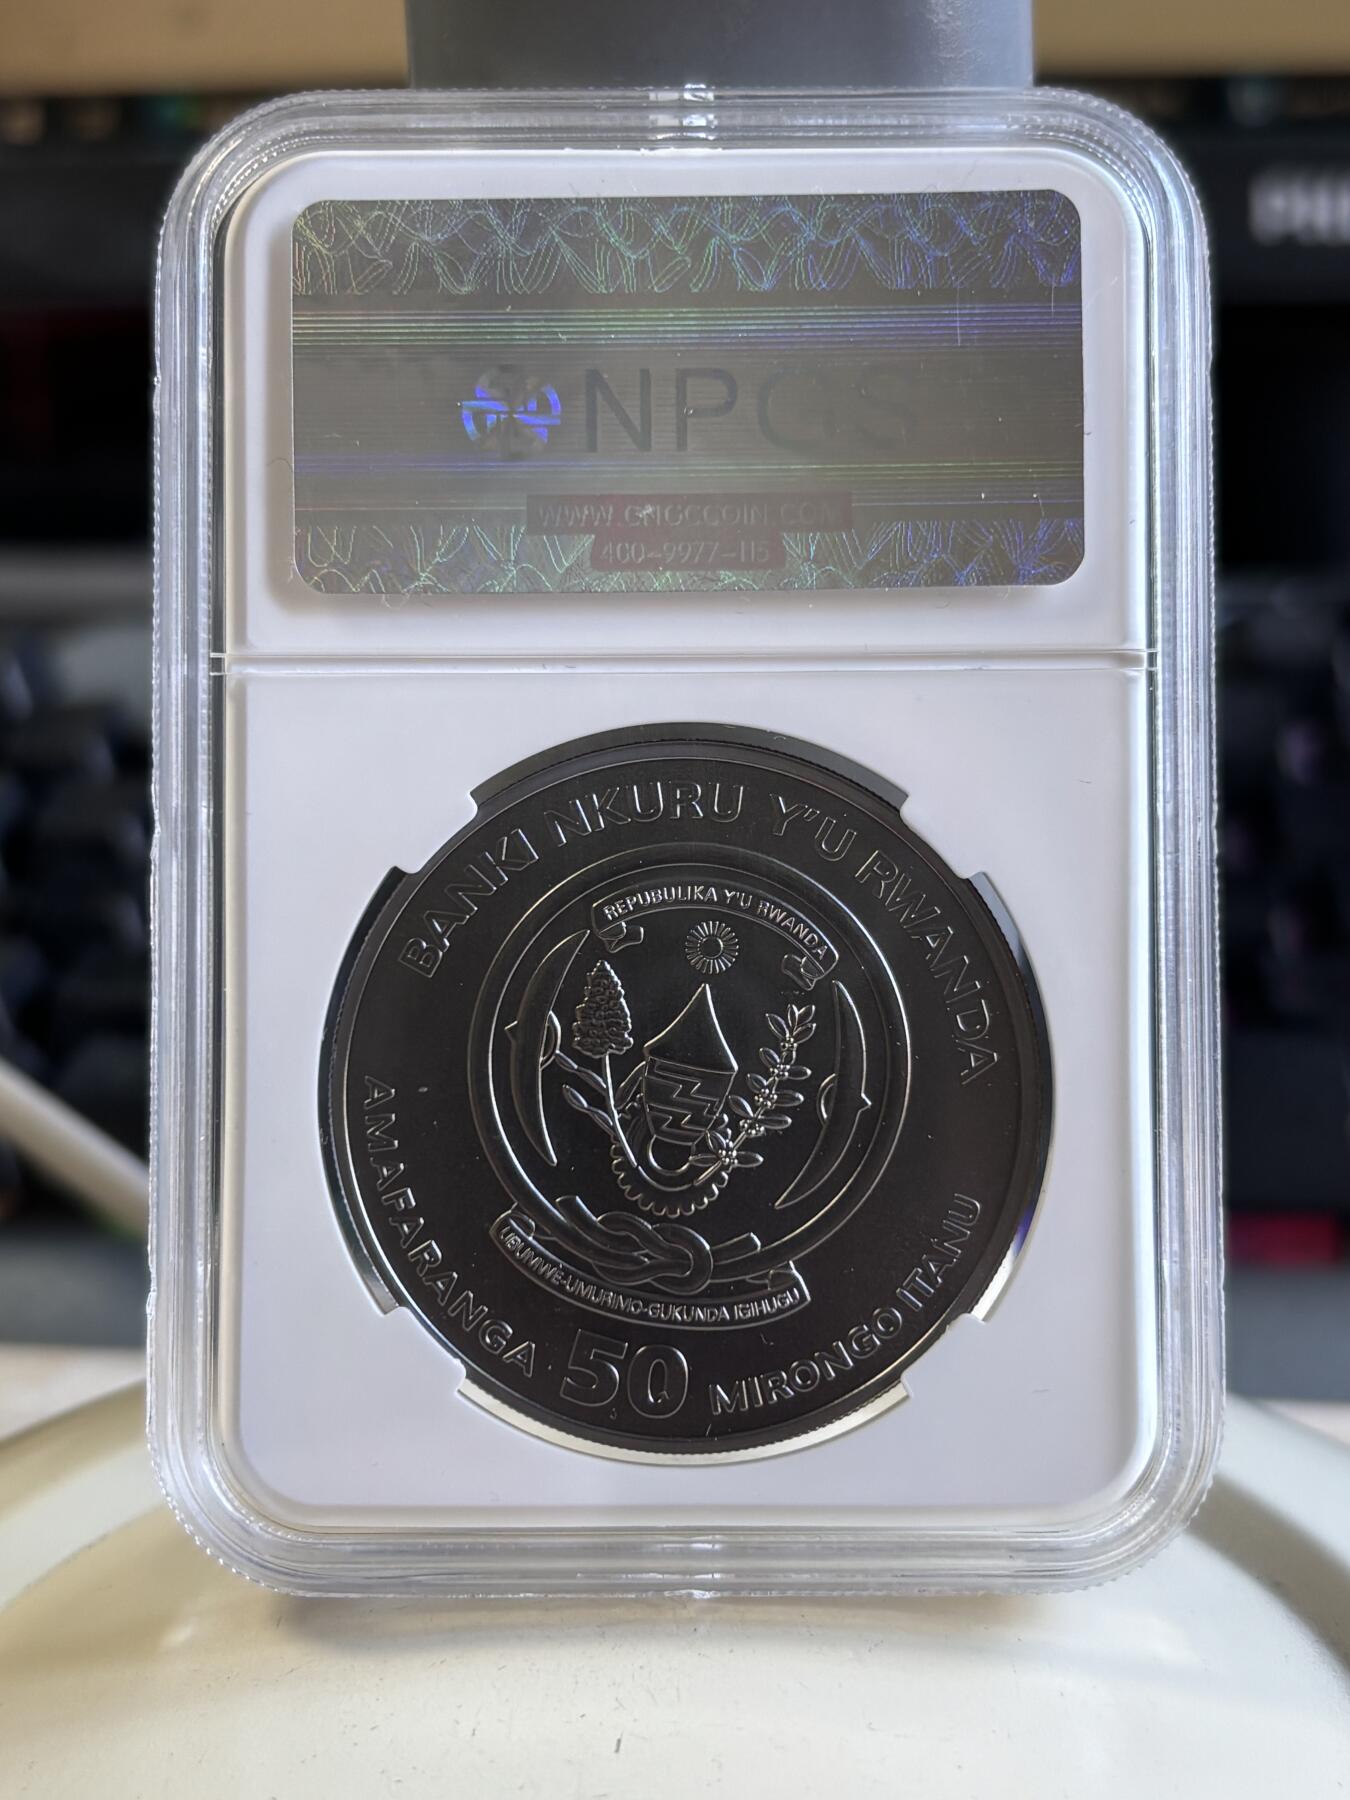 NPGS
WWW.GNGCCOIN.COM
400-9977-115
BANKI NKURU Y'U RWANDA
REPUBULIKA Y'U RWANDA
UBUMWE-UMURIMO-GUKUNDA IGIHUGU
AMAFARANGA 50 MIRONGO ITANU